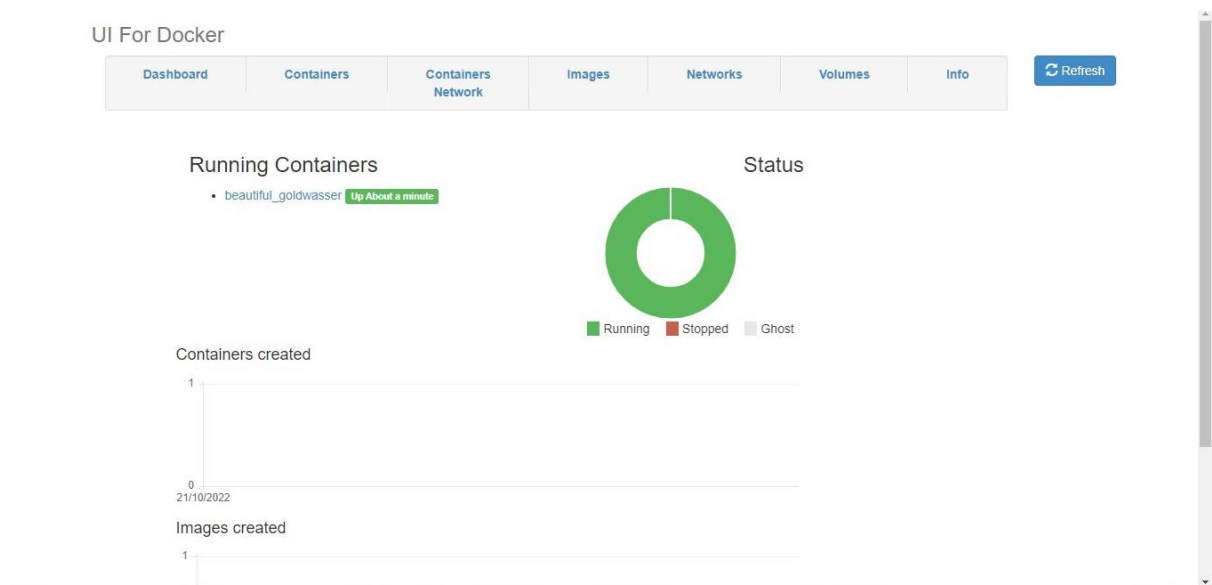 UI For Docker
Dashboard
Containers
Containers
Network
Images
Networks
Volumes
Info
Refresh
Running Containers
beautiful_goldwasser Up About a minute
Status
Running
Stopped
Ghost
Containers created
1
0
21/10/2022
Images created
1